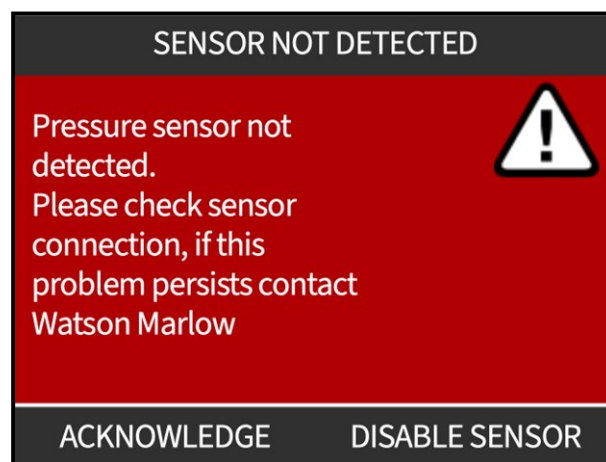 SENSOR NOT DETECTED
Pressure sensor not
detected.
Please check sensor
connection, if this
problem persists contact
Watson Marlow
ACKNOWLEDGE DISABLE SENSOR